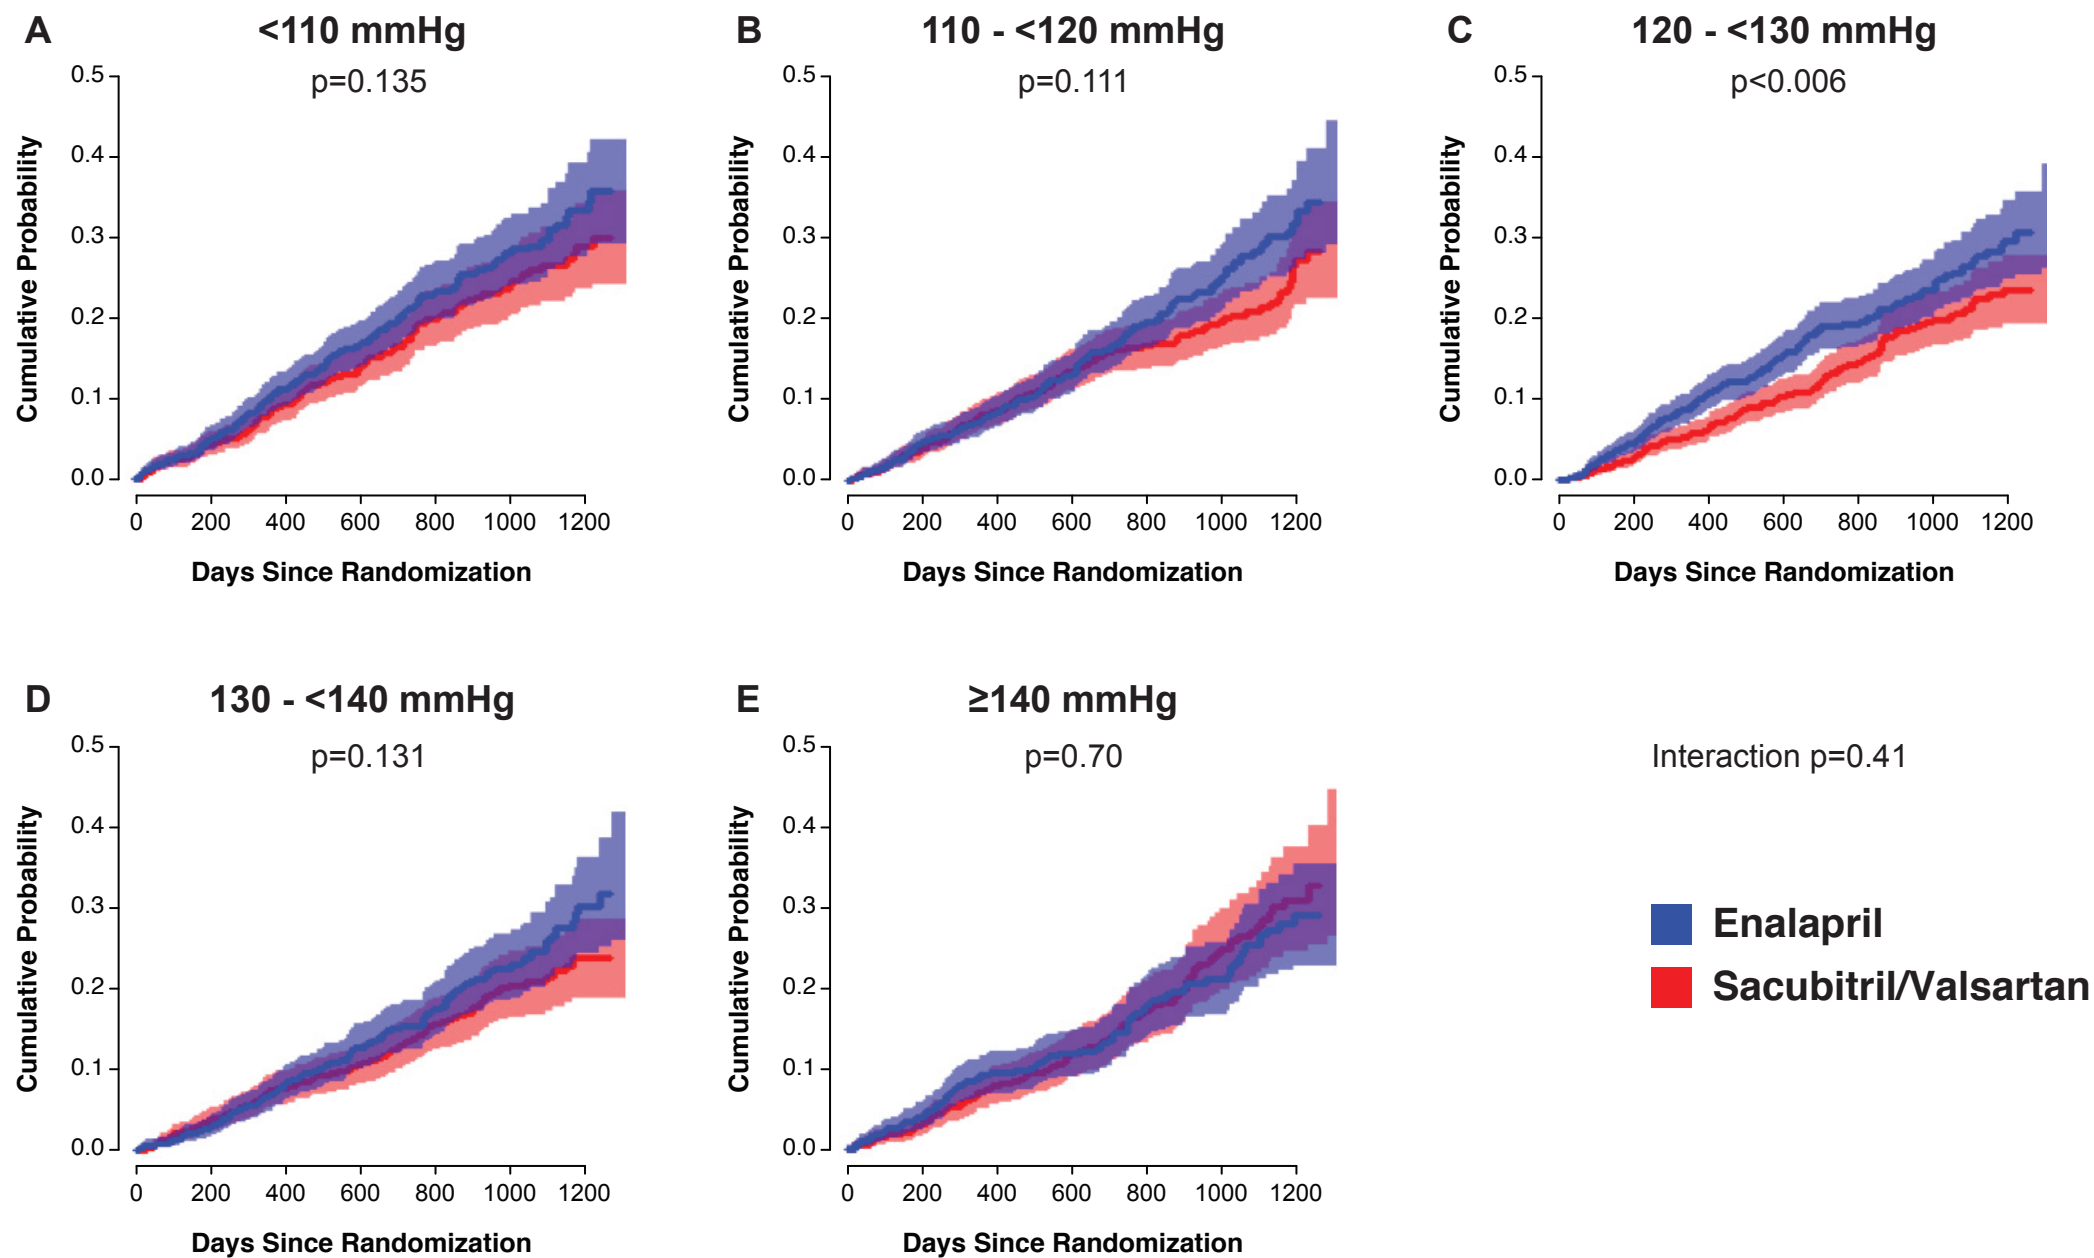 A
<110 mmHg
p=0.135
0.5
0.4
0.3
0.2
0.1
0.0
Cumulative Probability
0 200 400 600 800 1000 1200
Days Since Randomization
B
110 - <120 mmHg
p=0.111
0.5
0.4
0.3
0.2
0.1
0.0
Cumulative Probability
0 200 400 600 800 1000 1200
Days Since Randomization
C
120 - <130 mmHg
p<0.006
0.5
0.4
0.3
0.2
0.1
0.0
Cumulative Probability
0 200 400 600 800 1000 1200
Days Since Randomization
D
130 - <140 mmHg
p=0.131
0.5
0.4
0.3
0.2
0.1
0.0
Cumulative Probability
0 200 400 600 800 1000 1200
Days Since Randomization
E
≥140 mmHg
p=0.70
0.5
0.4
0.3
0.2
0.1
0.0
Cumulative Probability
0 200 400 600 800 1000 1200
Days Since Randomization
Interaction p=0.41
Enalapril
Sacubitril/Valsartan